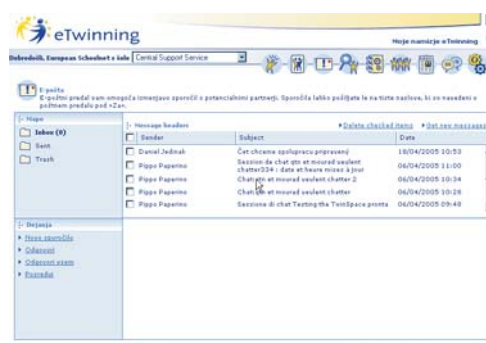 eTwinning
Moje namizje eTwinning
Dobrodošli, European Schoolnet z šole Central Support Service
E-pošta
E-poštni predal vam omogoča izmenjavo sporočil s potencialnimi partnerji. Sporočila lahko pošljete le na tiste naslove, ki so navedeni v
poštnem predalu pod »Za«.
Mape
Inbox (0)
Sent
Trash
Message headers
Delete checked items
Get new messages
Sender Subject Date
Daniel Jedinak Čet chceme spolupracu pripravený 18/04/2005 10:53
Pippo Paperino Session de chat qtn et mourad veulent
chatter334 : date et heure mises à jour 06/04/2005 11:00
Pippo Paperino Chat: qtn et mourad veulent chatter 2 06/04/2005 10:34
Pippo Paperino Chat: qtn et mourad veulent chatter 06/04/2005 10:28
Pippo Paperino Sessione di chat Testing the TwinSpace pronta 06/04/2005 09:48
Dejanja
Novo sporočilo
Odgovori
Odgovori vsem
Posreduj